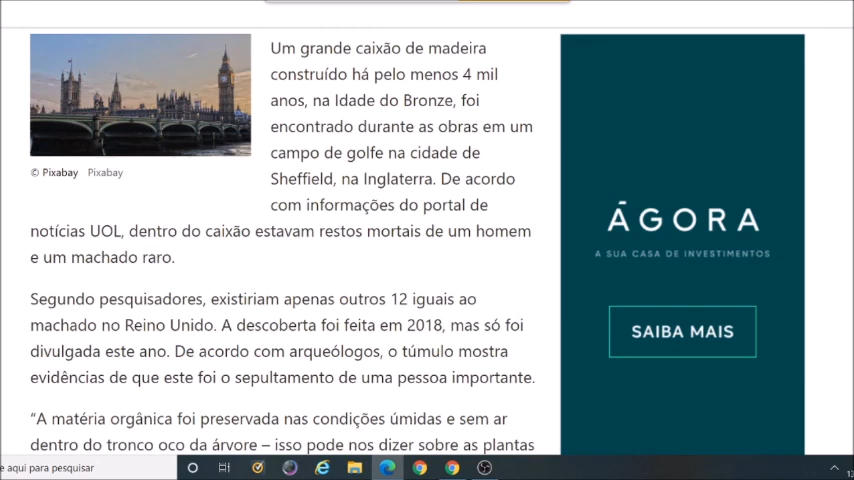 Um grande caixão de madeira
construído há pelo menos 4 mil
anos, na Idade do Bronze, foi
encontrado durante as obras em um
campo de golfe na cidade de
Sheffield, na Inglaterra. De acordo
com informações do portal de
notícias UOL, dentro do caixão estavam restos mortais de um homem
e um machado raro.
© Pixabay Pixabay
Segundo pesquisadores, existiriam apenas outros 12 iguais ao
machado no Reino Unido. A descoberta foi feita em 2018, mas só foi
divulgada este ano. De acordo com arqueólogos, o túmulo mostra
evidências de que este foi o sepultamento de uma pessoa importante.
“A matéria orgânica foi preservada nas condições úmidas e sem ar
dentro do tronco oco da árvore – isso pode nos dizer sobre as plantas
ÁGORA
A SUA CASA DE INVESTIMENTOS
SAIBA MAIS
e aqui para pesquisar
13